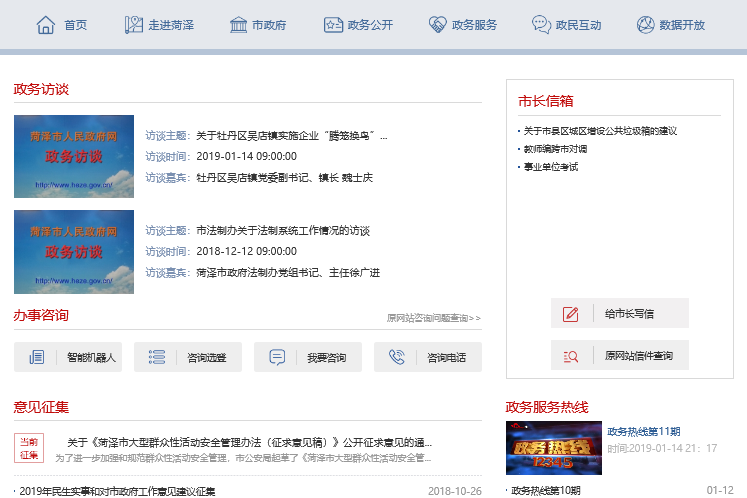 首页 走进菏泽 市政府 政务公开 政务服务 政民互动 数据开放
政务访谈
菏泽市人民政府网
政务访谈
http://www.heze.gov.cn/
访谈主题：关于牡丹区吴店镇实施企业“腾笼换鸟”...
访谈时间：2019-01-14 09:00:00
访谈嘉宾：牡丹区吴店镇党委副书记、镇长 魏士庆
菏泽市人民政府网
政务访谈
http://www.heze.gov.cn/
访谈主题：市法制办关于法制系统工作情况的访谈
访谈时间：2018-12-12 09:00:00
访谈嘉宾：菏泽市政府法制办党组书记、主任徐广进
办事咨询
原网站咨询问题查询>>
智能机器人 咨询选登 我要咨询 咨询电话
意见征集
当前
征集
关于《菏泽市大型群众性活动安全管理办法（征求意见稿）》公开征求意见的通...
为了进一步加强和规范群众性活动安全管理，市公安局起草了《菏泽市大型群众性活动安全管...
· 2019年民生实事和对市政府工作意见建议征集 2018-10-26
市长信箱
• 关于市县区城区增设公共垃圾箱的建议
• 教师编跨市对调
• 事业单位考试
给市长写信
原网站信件查询
政务服务热线
政务热线
12345
政务热线第11期
时间:2019-01-14 21：17
· 政务热线第10期 01-12